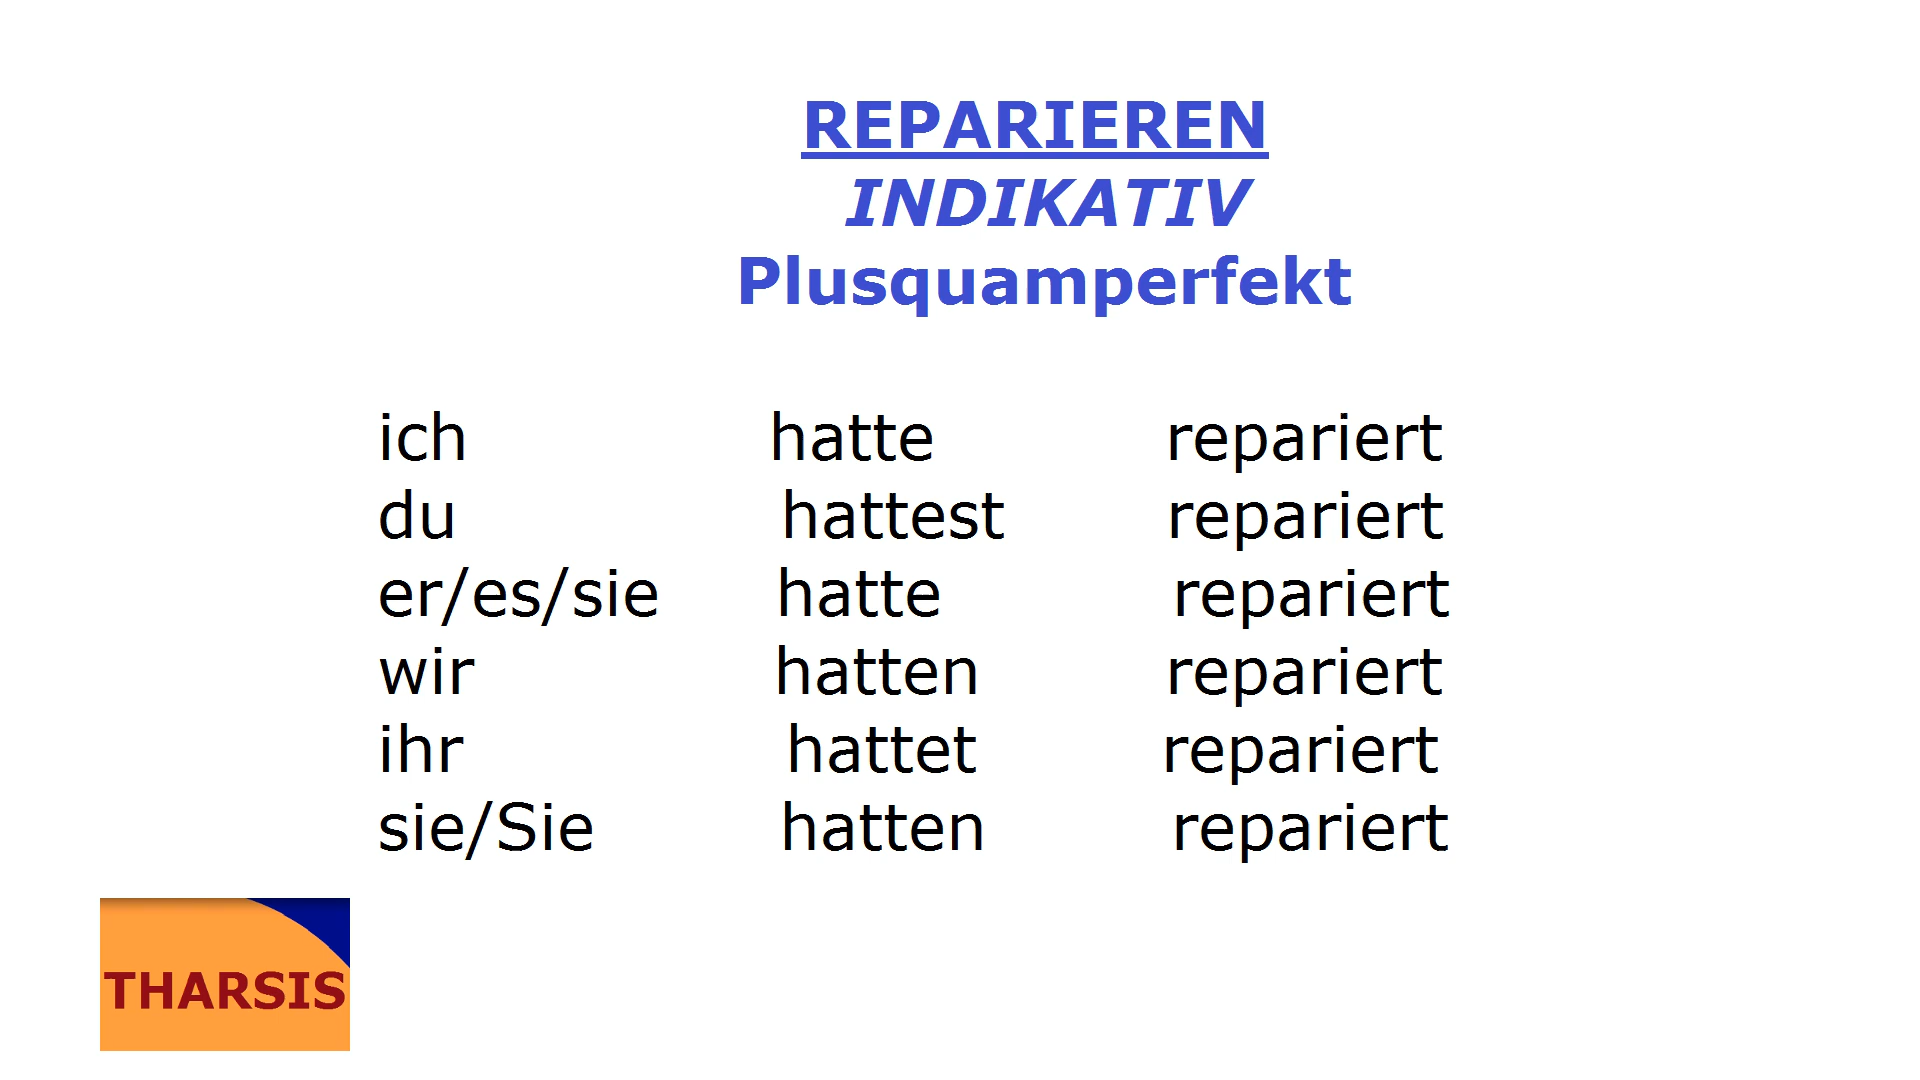 REPARIEREN
INDIKATIV
Plusquamperfekt
ich hatte repariert
du hattest repariert
er/es/sie hatte repariert
wir hatten repariert
ihr hattet repariert
sie/Sie hatten repariert
THARSIS